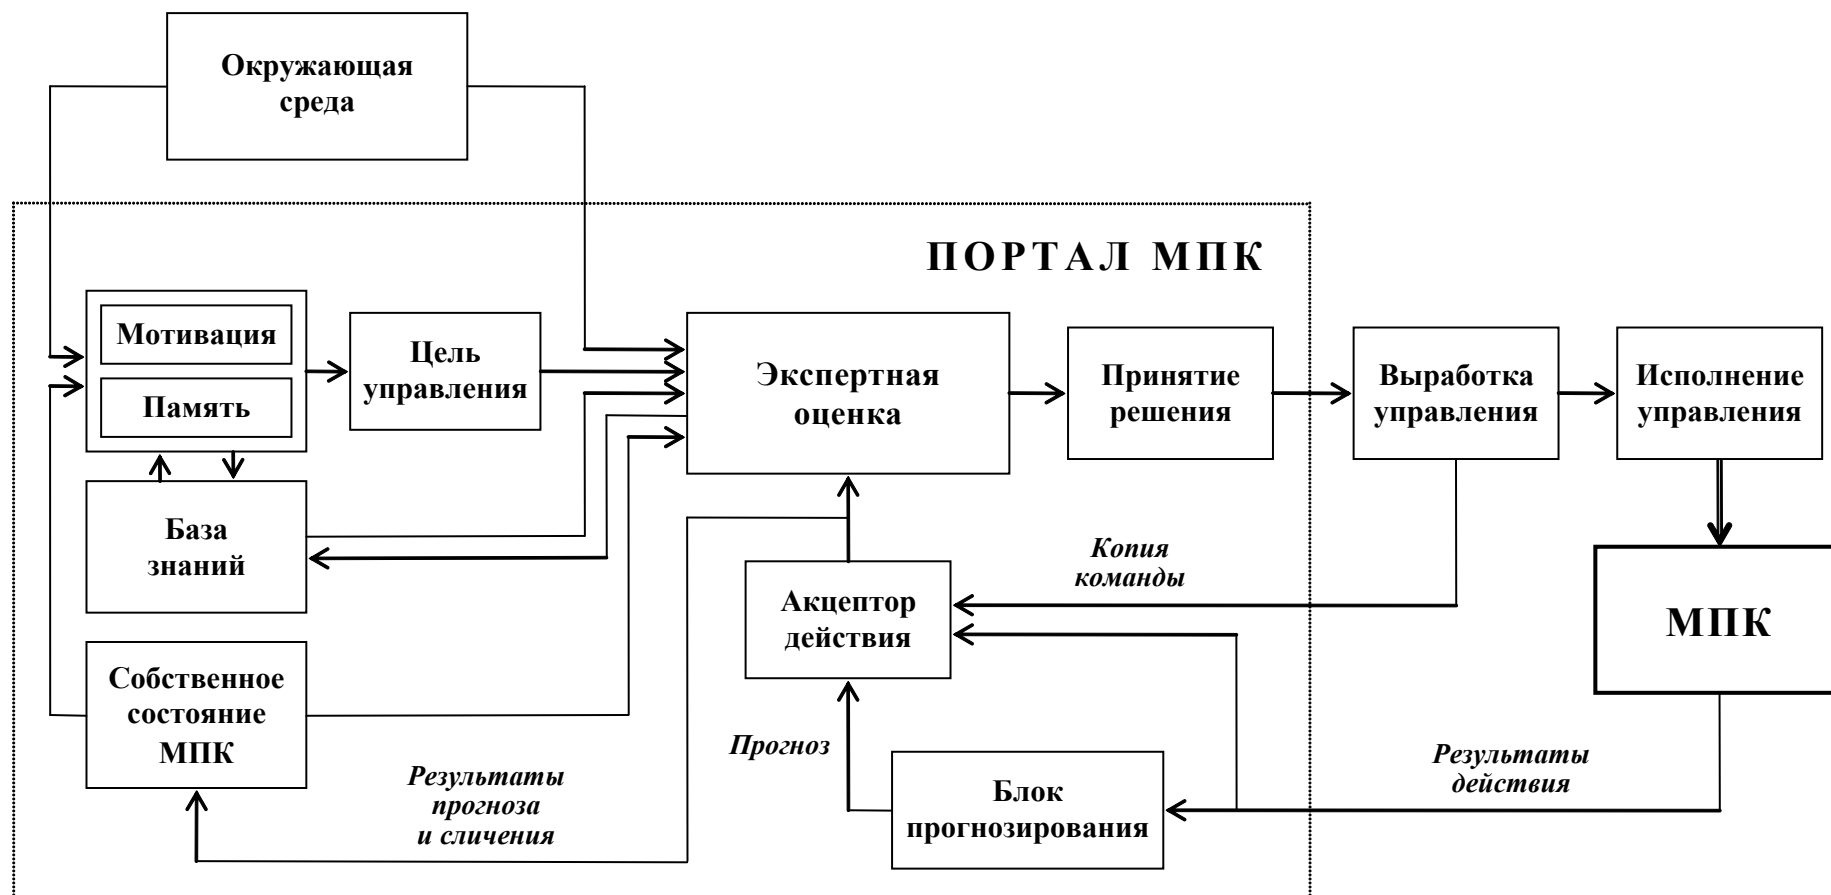 Окружающая
среда
ПОРТАЛ МПК
Мотивация
Память
Цель
управления
Экспертная
оценка
Принятие
решения
Выработка
управления
Исполнение
управления
База
знаний
Копия
команды
Акцептор
действия
МПК
Собственное
состояние
МПК
Прогноз
Результаты
прогноза
и сличения
Блок
прогнозирования
Результаты
действия